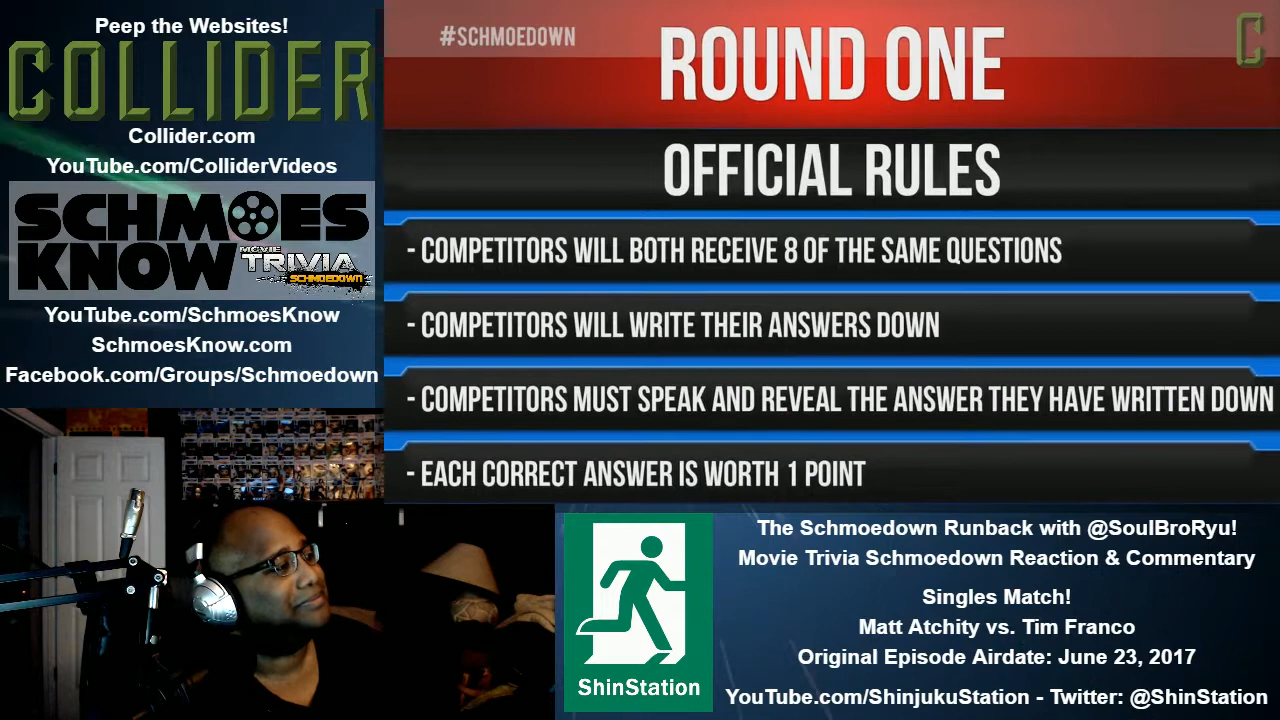 Peep the Websites!
COLLIDER
Collider.com
YouTube.com/ColliderVideos
SCHMOES
KNOW
MOVIE
TRIVIA
SCHMOEDOWN
YouTube.com/SchmoesKnow
SchmoesKnow.com
Facebook.com/Groups/Schmoedown
#SCHMOEDOWN
C
ROUND ONE
OFFICIAL RULES
- COMPETITORS WILL BOTH RECEIVE 8 OF THE SAME QUESTIONS
- COMPETITORS WILL WRITE THEIR ANSWERS DOWN
- COMPETITORS MUST SPEAK AND REVEAL THE ANSWER THEY HAVE WRITTEN DOWN
- EACH CORRECT ANSWER IS WORTH 1 POINT
ShinStation
The Schmoedown Runback with @SoulBroRyu!
Movie Trivia Schmoedown Reaction & Commentary
Singles Match!
Matt Atchity vs. Tim Franco
Original Episode Airdate: June 23, 2017
YouTube.com/ShinjukuStation - Twitter: @ShinStation